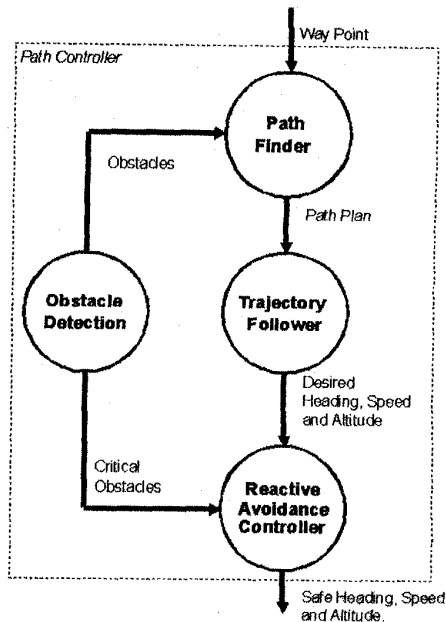 Way Point
Path Controller
Path
Finder
Obstacles
Path Plan
Obstacle
Detection
Trajectory
Follower
Desired
Heading, Speed
and Altitude
Critical
Obstacles
Reactive
Avoidance
Controller
Safe Heading, Speed
and Altitude.